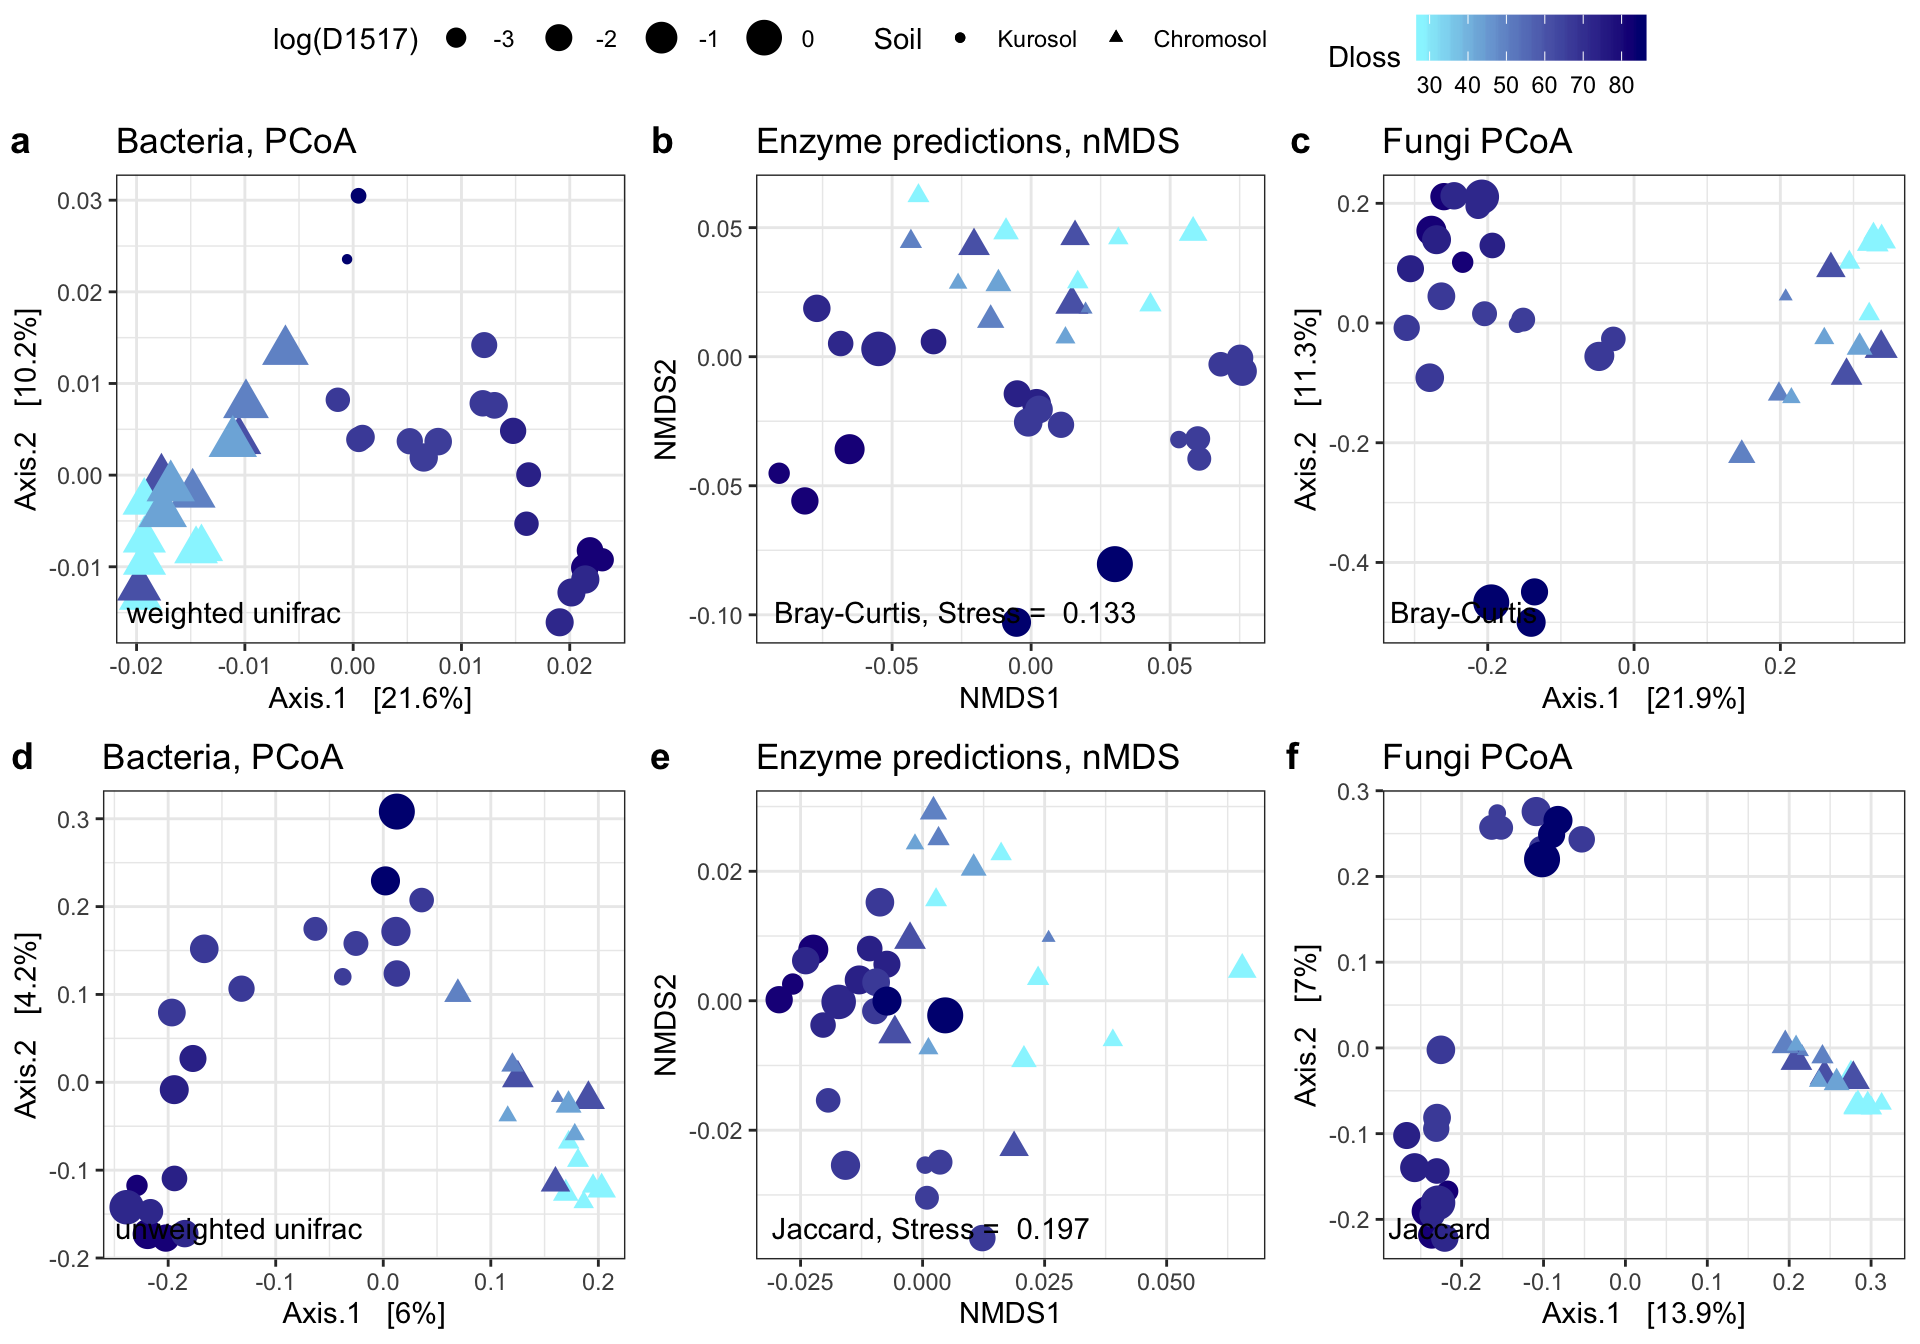 log(D1517) -3 -2 -1 0 Soil Kurosol Chromosol Dloss 30 40 50 60 70 80
a Bacteria, PCoA
0.03
0.02
0.01
0.00
-0.01
Axis.2 [10.2%]
weighted unifrac
-0.02 -0.01 0.00 0.01 0.02
Axis.1 [21.6%]
b Enzyme predictions, nMDS
0.05
0.00
-0.05
-0.10
NMDS2
Bray-Curtis, Stress = 0.133
-0.05 0.00 0.05
NMDS1
c Fungi PCoA
0.2
0.0
-0.2
-0.4
Axis.2 [11.3%]
Bray-Curtis
-0.2 0.0 0.2
Axis.1 [21.9%]
d Bacteria, PCoA
0.3
0.2
0.1
0.0
-0.1
-0.2
Axis.2 [4.2%]
unweighted unifrac
-0.2 -0.1 0.0 0.1 0.2
Axis.1 [6%]
e Enzyme predictions, nMDS
0.02
0.00
-0.02
NMDS2
Jaccard, Stress = 0.197
-0.025 0.000 0.025 0.050
NMDS1
f Fungi PCoA
0.3
0.2
0.1
0.0
-0.1
-0.2
Axis.2 [7%]
Jaccard
-0.2 -0.1 0.0 0.1 0.2 0.3
Axis.1 [13.9%]